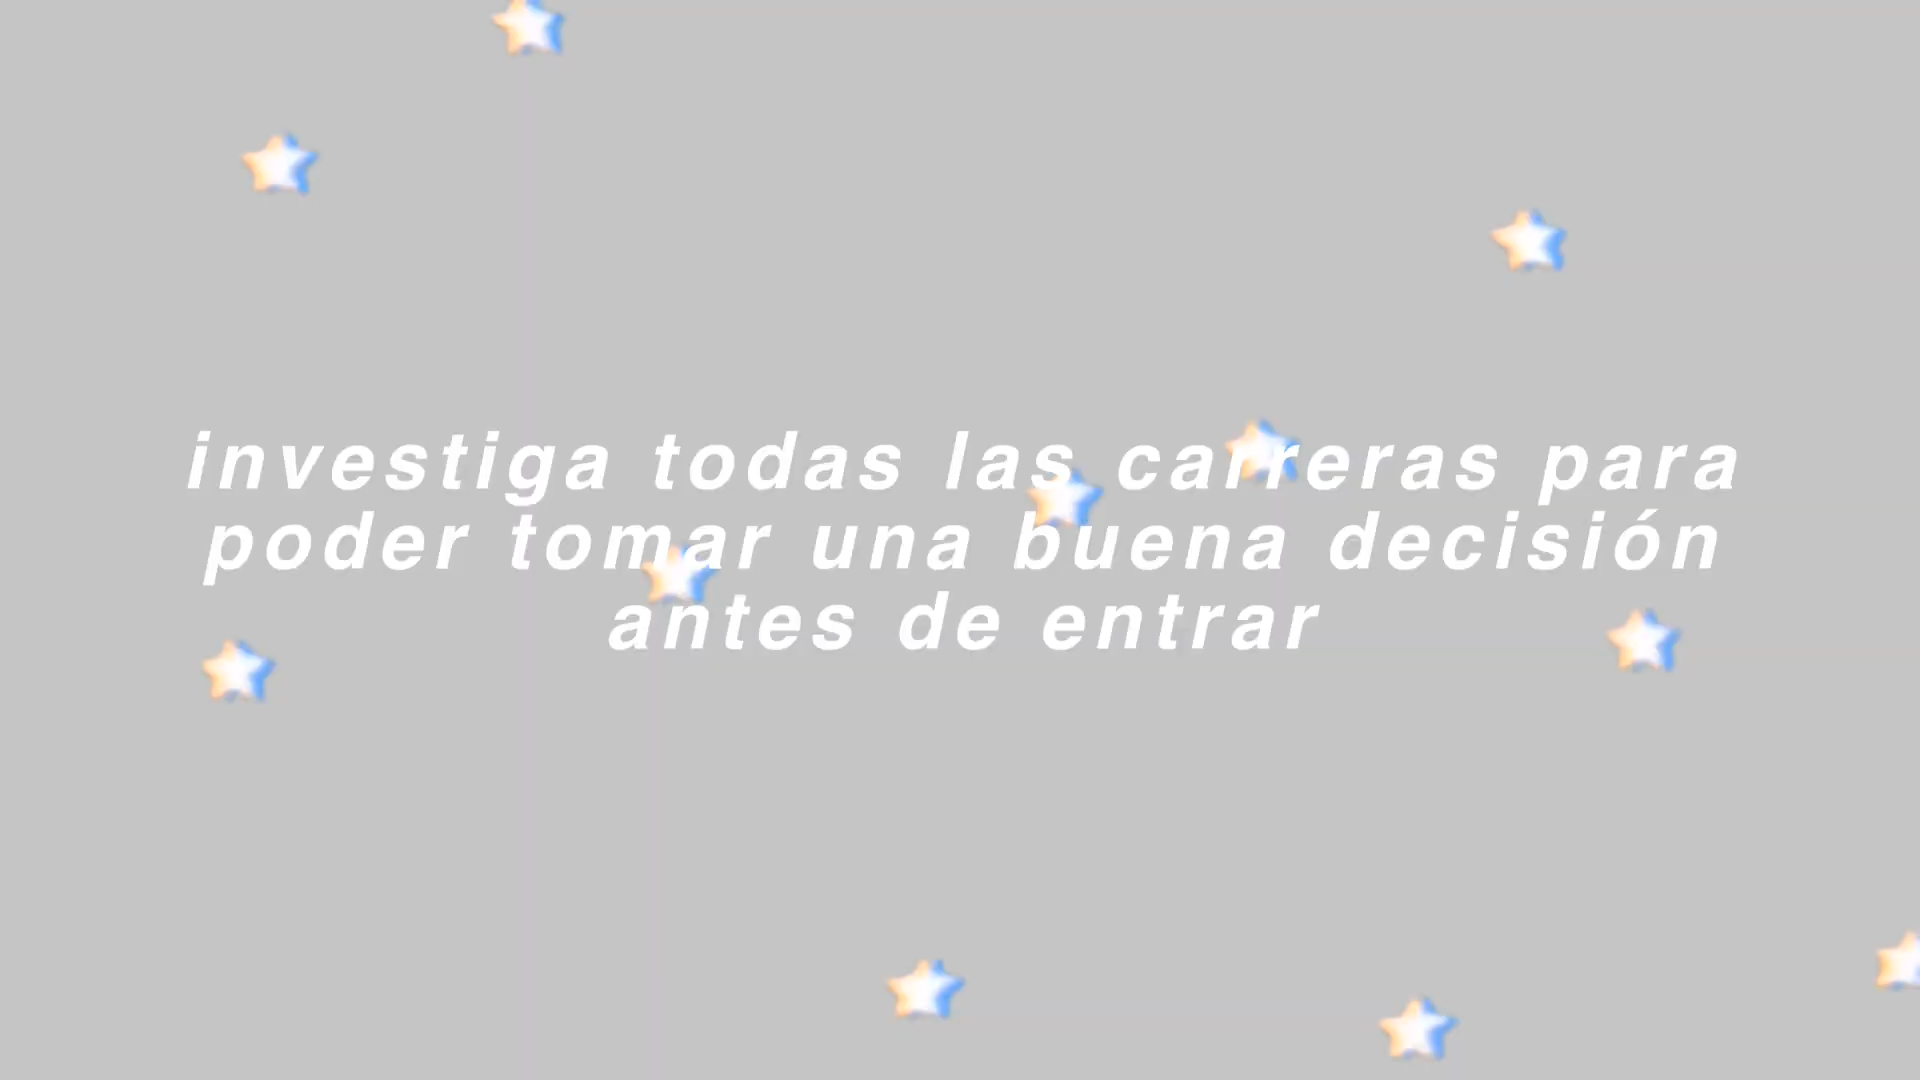 investiga todas las carreras para
poder tomar una buena decisión
antes de entrar